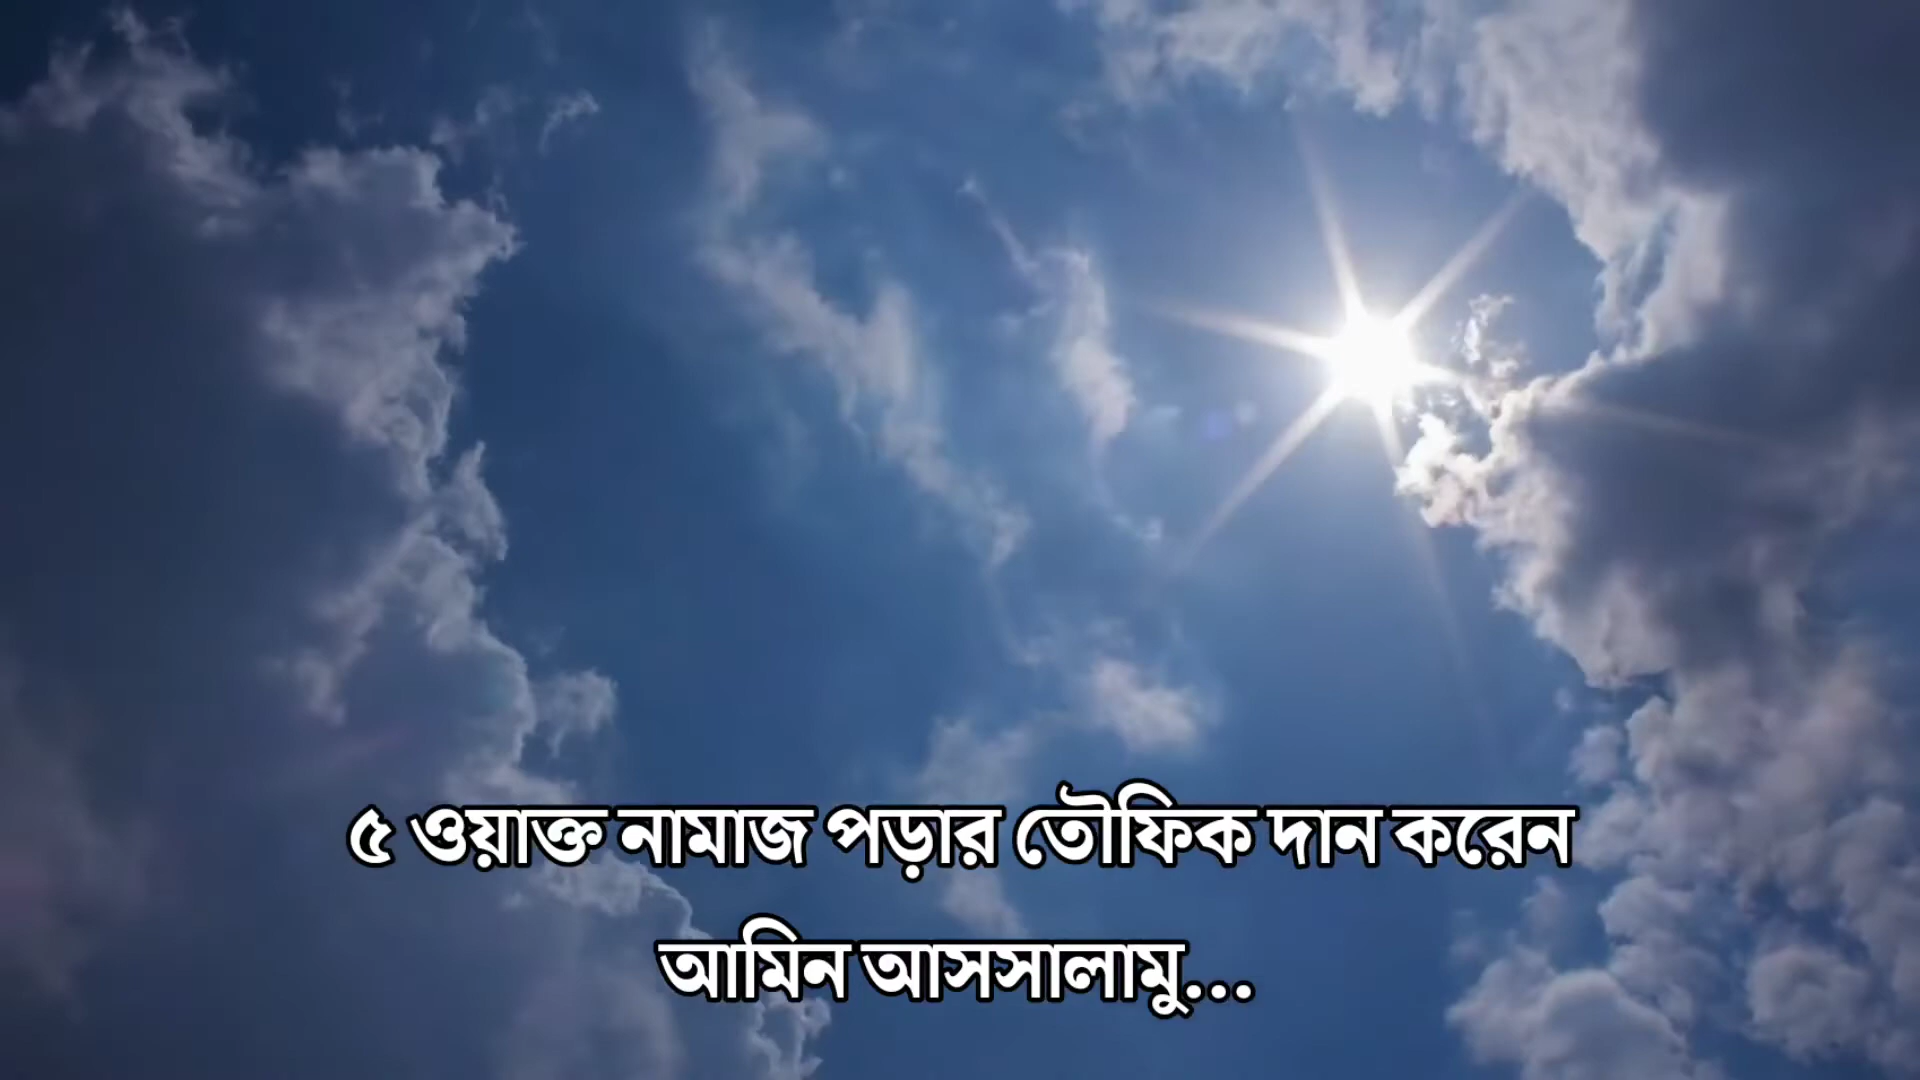 ৫ ওয়াক্ত নামাজ পড়ার তৌফিক দান করেন
আমিন আসসালামু...